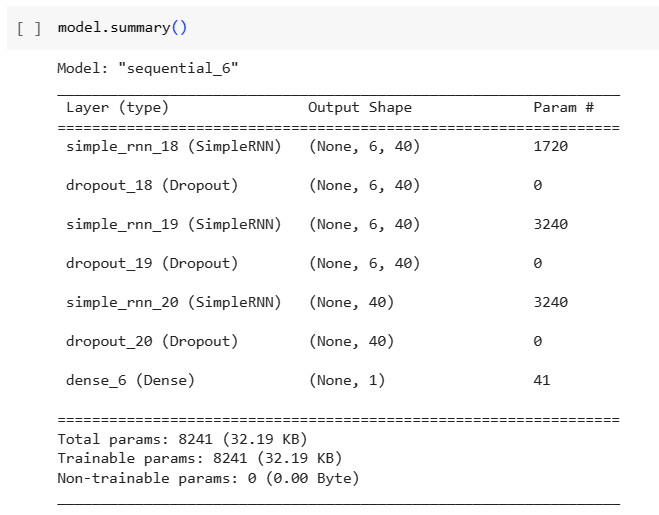 [ ] model.summary()
Model: "sequential_6"
Layer (type) Output Shape Param #
simple_rnn_18 (SimpleRNN) (None, 6, 40) 1720
dropout_18 (Dropout) (None, 6, 40) 0
simple_rnn_19 (SimpleRNN) (None, 6, 40) 3240
dropout_19 (Dropout) (None, 6, 40) 0
simple_rnn_20 (SimpleRNN) (None, 40) 3240
dropout_20 (Dropout) (None, 40) 0
dense_6 (Dense) (None, 1) 41
Total params: 8241 (32.19 KB)
Trainable params: 8241 (32.19 KB)
Non-trainable params: 0 (0.00 Byte)